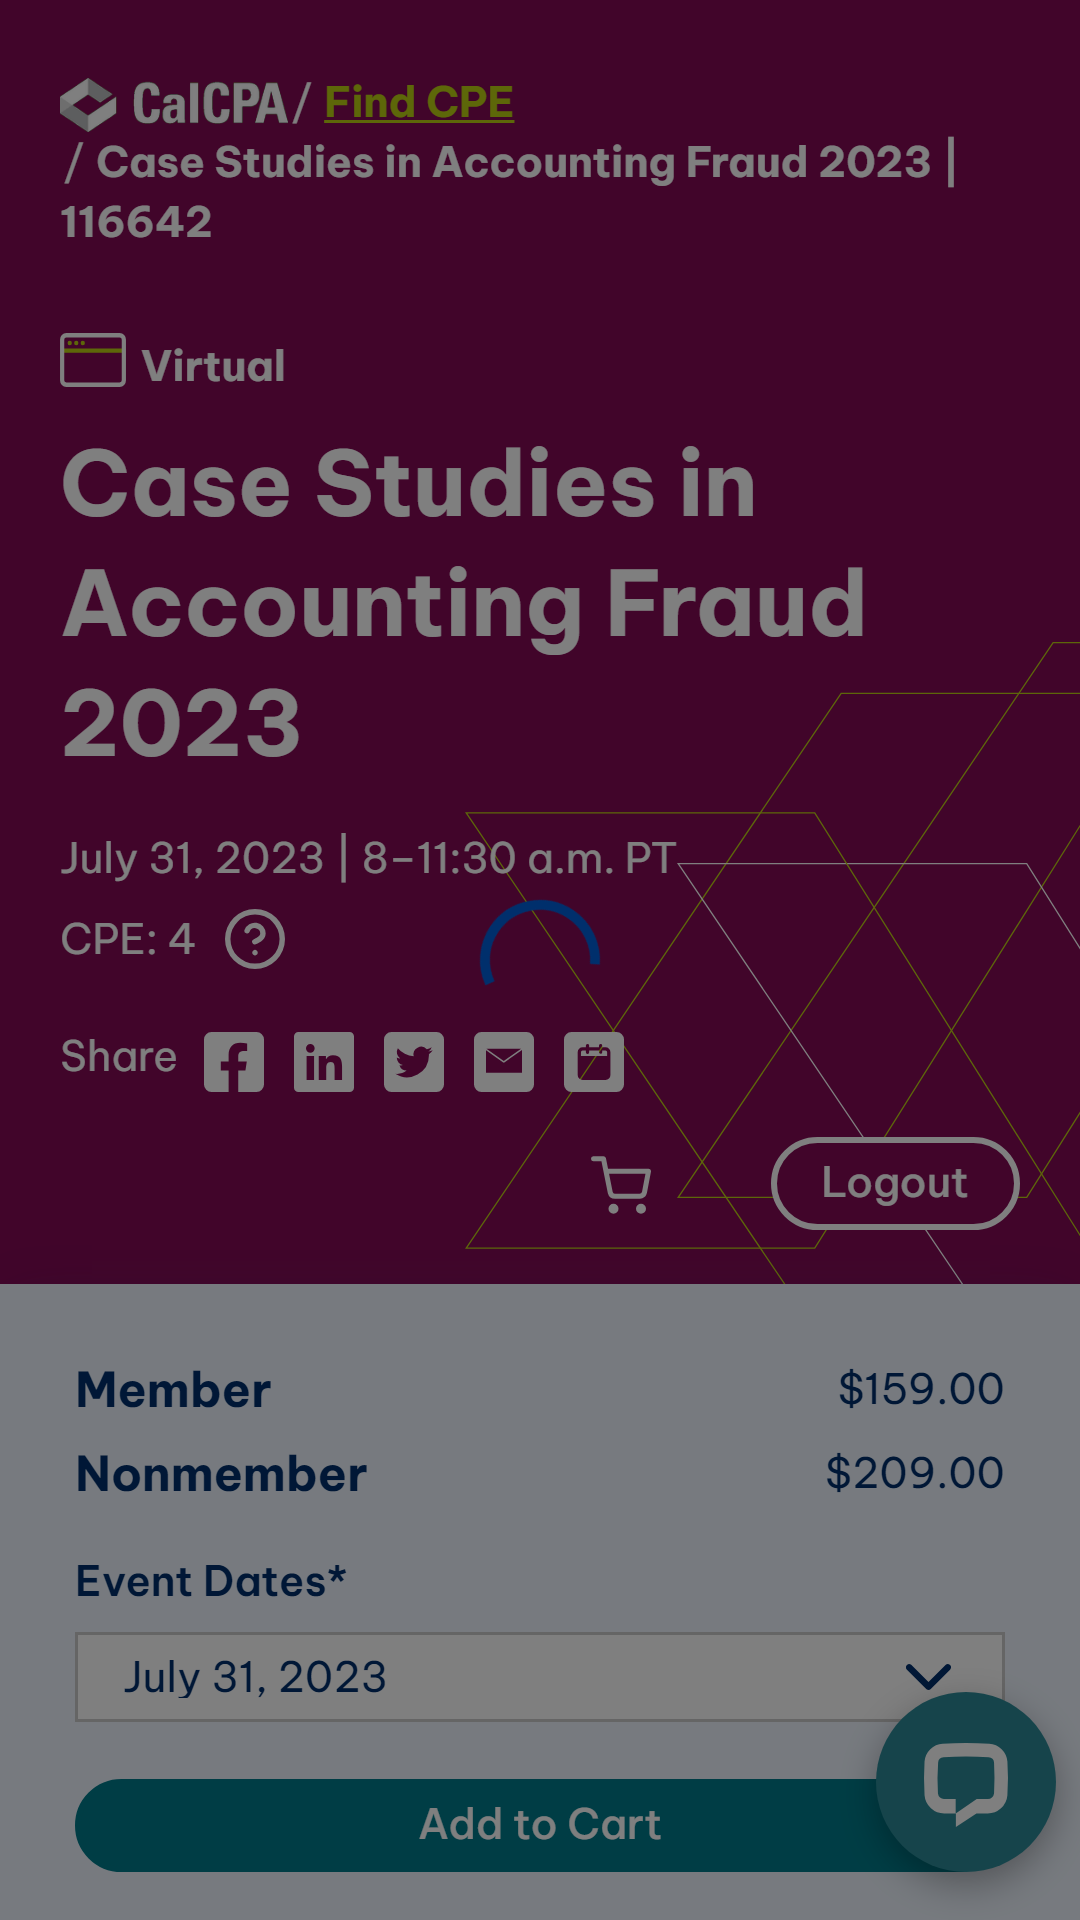 CalCPA / Find CPE
/ Case Studies in Accounting Fraud 2023 |
116642
Virtual
Case Studies in
Accounting Fraud
2023
July 31, 2023 | 8–11:30 a.m. PT
CPE: 4
Share
Logout
Member $159.00
Nonmember $209.00
Event Dates*
July 31, 2023
Add to Cart